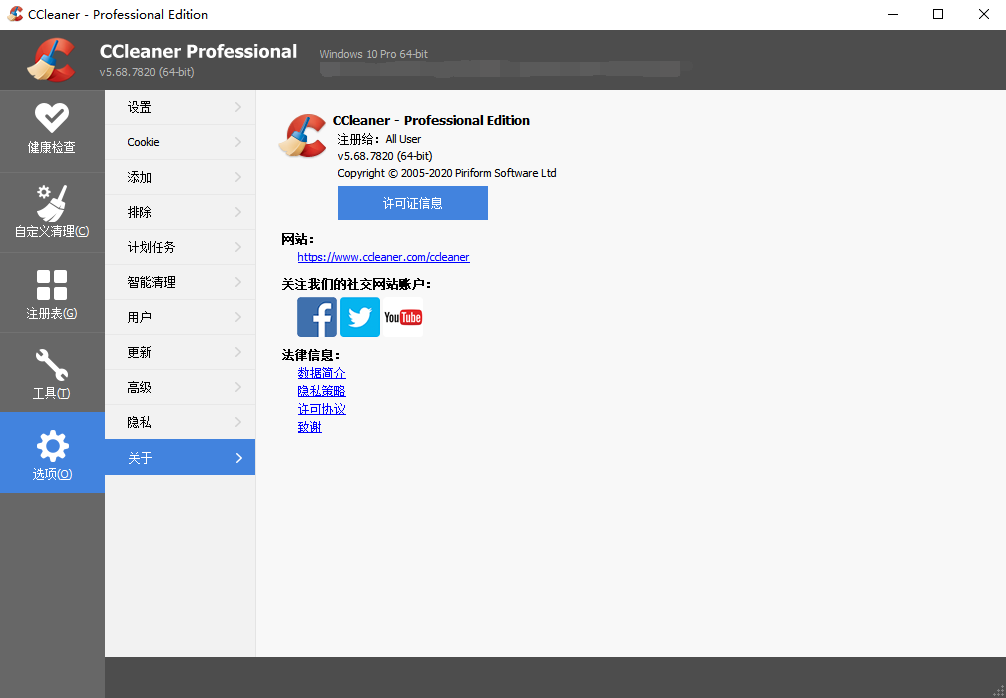 CCleaner - Professional Edition
CCleaner Professional
v5.68.7820 (64-bit)
Windows 10 Pro 64-bit
健康检查
自定义清理(C)
注册表(G)
工具(T)
选项(O)
设置
Cookie
添加
排除
计划任务
智能清理
用户
更新
高级
隐私
关于
CCleaner - Professional Edition
注册给：All User
v5.68.7820 (64-bit)
Copyright © 2005-2020 Piriform Software Ltd
许可证信息
网站：
https://www.ccleaner.com/ccleaner
关注我们的社交网站账户：
You Tube
法律信息：
数据简介
隐私策略
许可协议
致谢